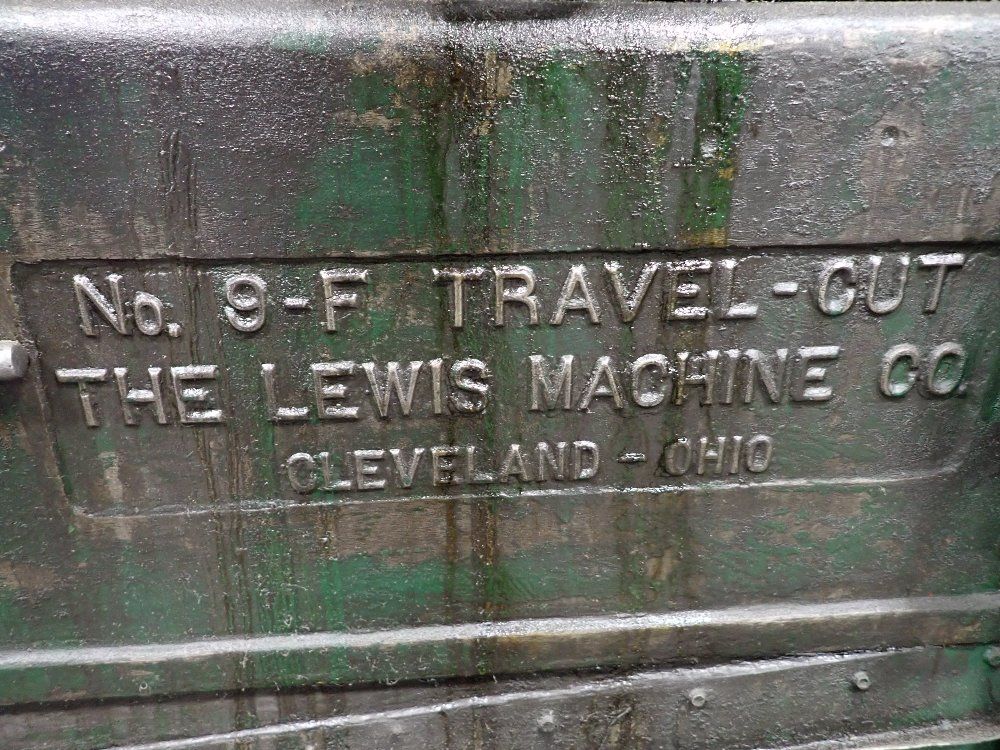 No. 9-F TRAVEL-CUT
THE LEWIS MACHINE CO.
CLEVELAND - OHIO